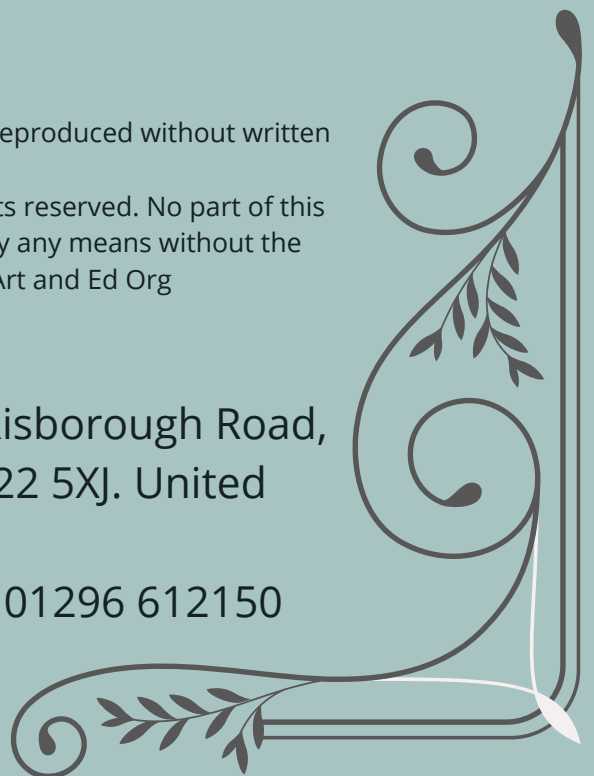 eproduced without written
ts reserved. No part of this
y any means without the
Art and Ed Org
isborough Road,
22 5XJ. United
01296 612150